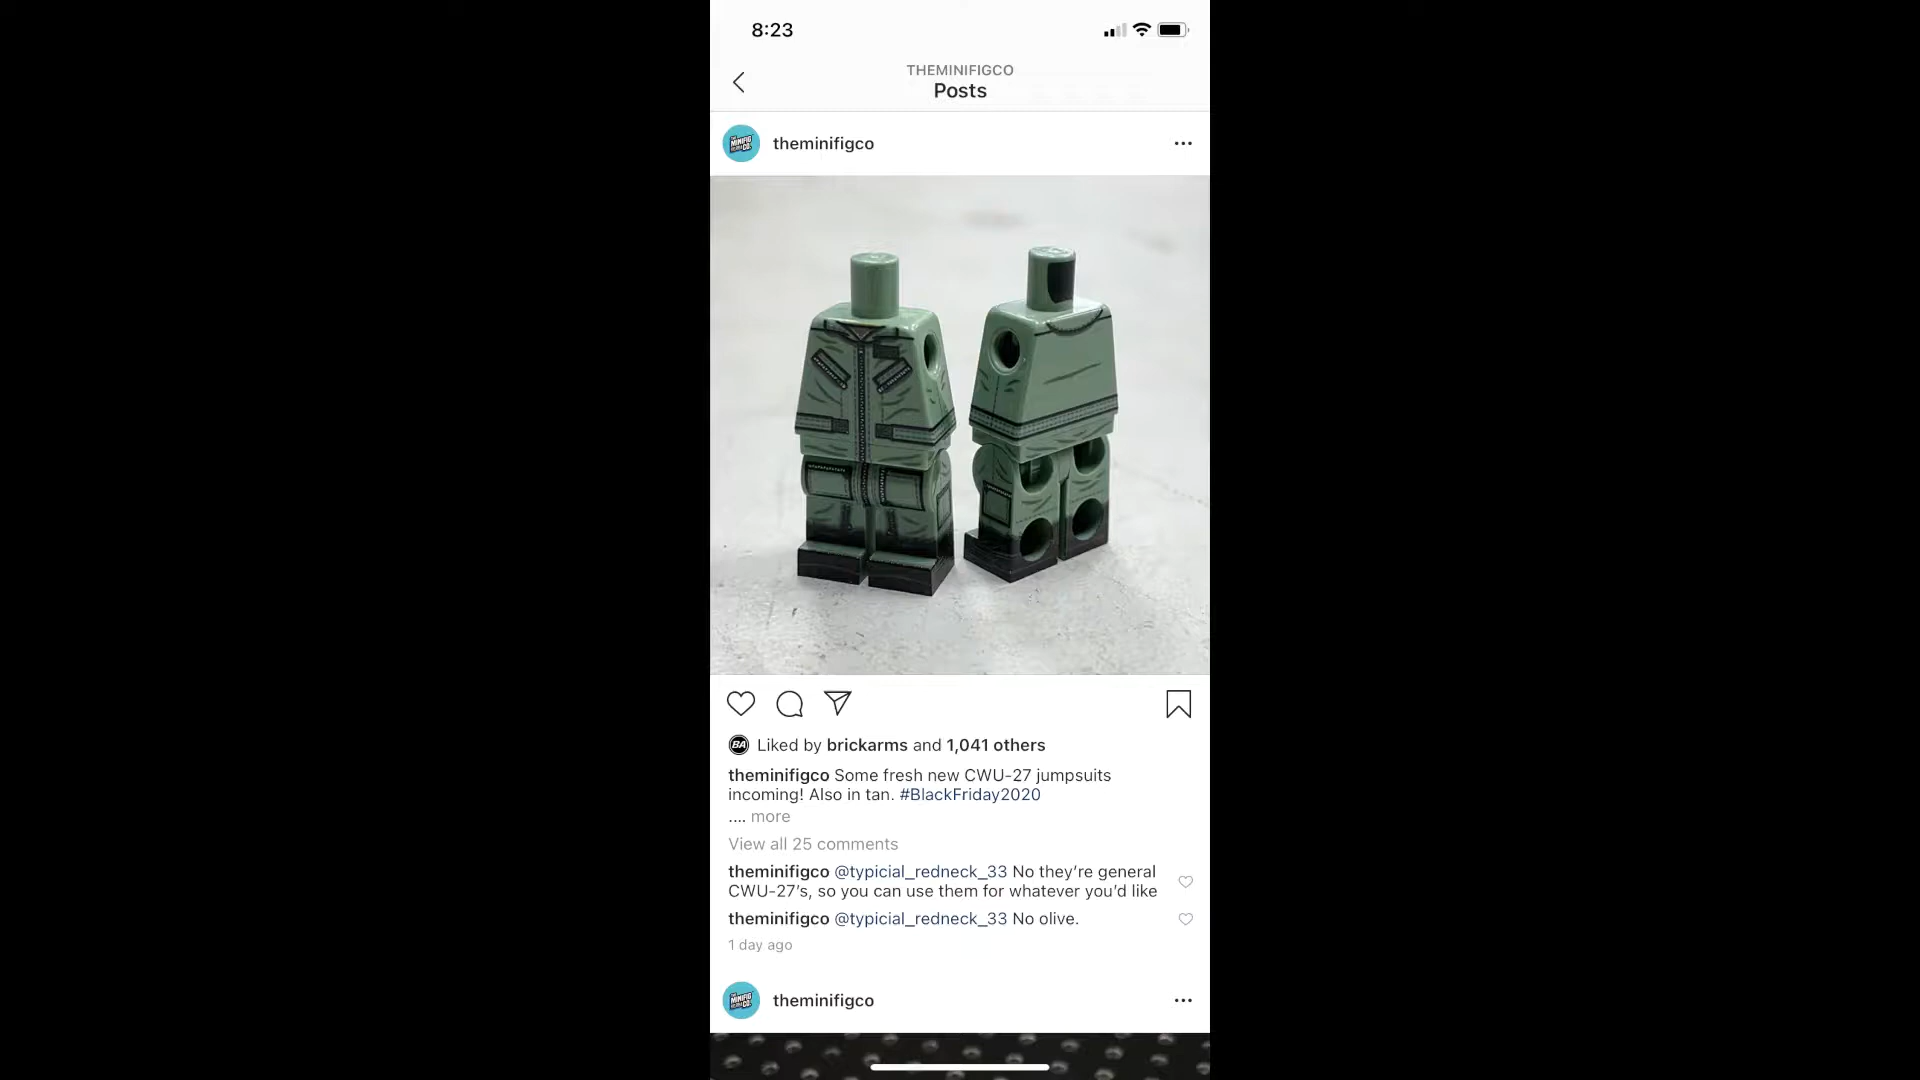 8:23
THEMINIFIGCO
Posts
theminifigco
Liked by brickarms and 1,041 others
theminifigco Some fresh new CWU-27 jumpsuits
incoming! Also in tan. #BlackFriday2020
.... more
View all 25 comments
theminifigco @typicial_redneck_33 No they're general
CWU-27's, so you can use them for whatever you'd like
theminifigco @typicial_redneck_33 No olive.
1 day ago
theminifigco